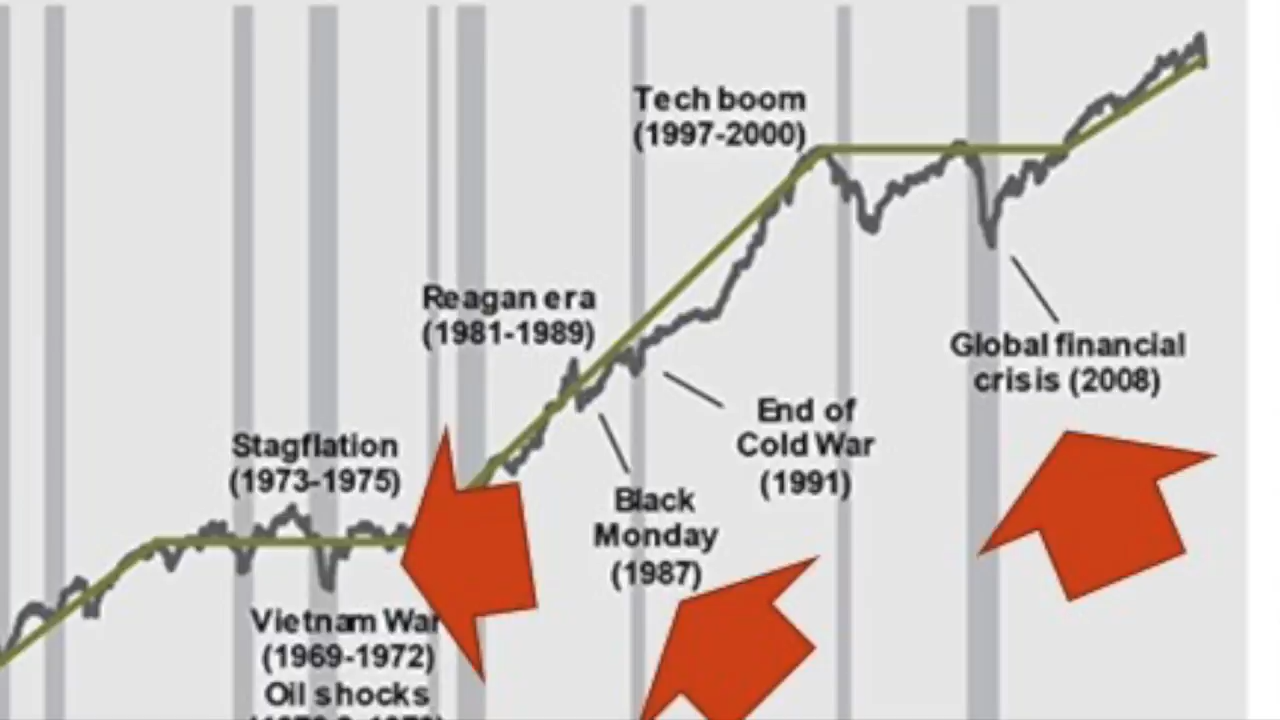 Tech boom
(1997-2000)
Reagan era
(1981-1989)
Global financial
crisis (2008)
End of
Cold War
(1991)
Stagflation
(1973-1975)
Black
Monday
(1987)
Vietnam War
(1969-1972)
Oil shocks